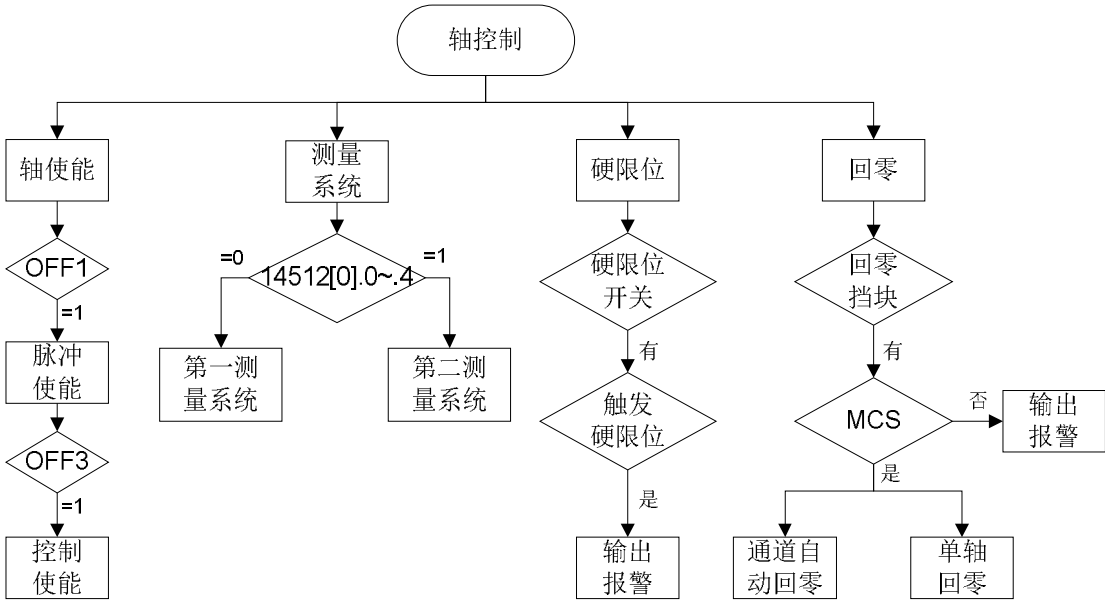 轴控制
轴使能
测量
系统
硬限位
回零
OFF1
=1
脉冲
使能
OFF3
=1
控制
使能
14512[0].0~.4
=0
=1
第一测
量系统
第二测
量系统
硬限位
开关
有
触发
硬限位
是
输出
报警
回零
挡块
有
MCS
否
输出
报警
是
通道自
动回零
单轴
回零